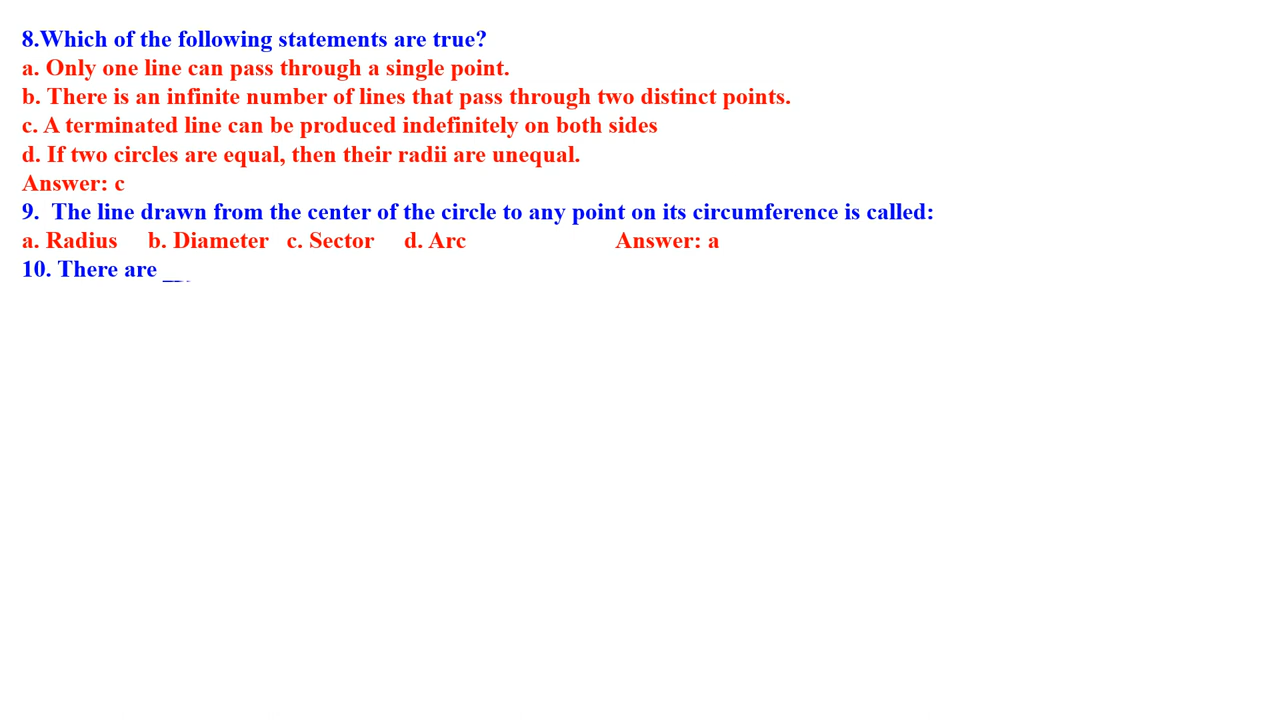 8.Which of the following statements are true?
a. Only one line can pass through a single point.
b. There is an infinite number of lines that pass through two distinct points.
c. A terminated line can be produced indefinitely on both sides
d. If two circles are equal, then their radii are unequal.
Answer: c
9.  The line drawn from the center of the circle to any point on its circumference is called:
a. Radius     b. Diameter   c. Sector     d. Arc                         Answer: a
10. There are __